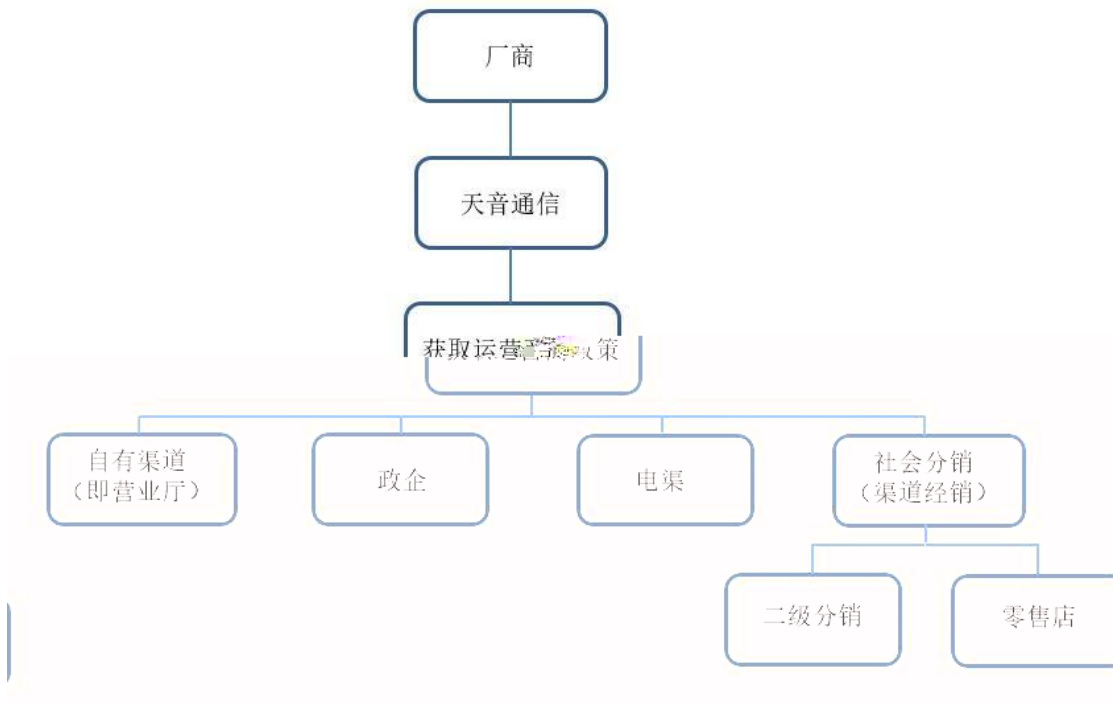 厂商
天音通信
获取运营 策
自有渠道
（即营业厅）
政企
电渠
社会分销
（渠道经销）
二级分销
零售店